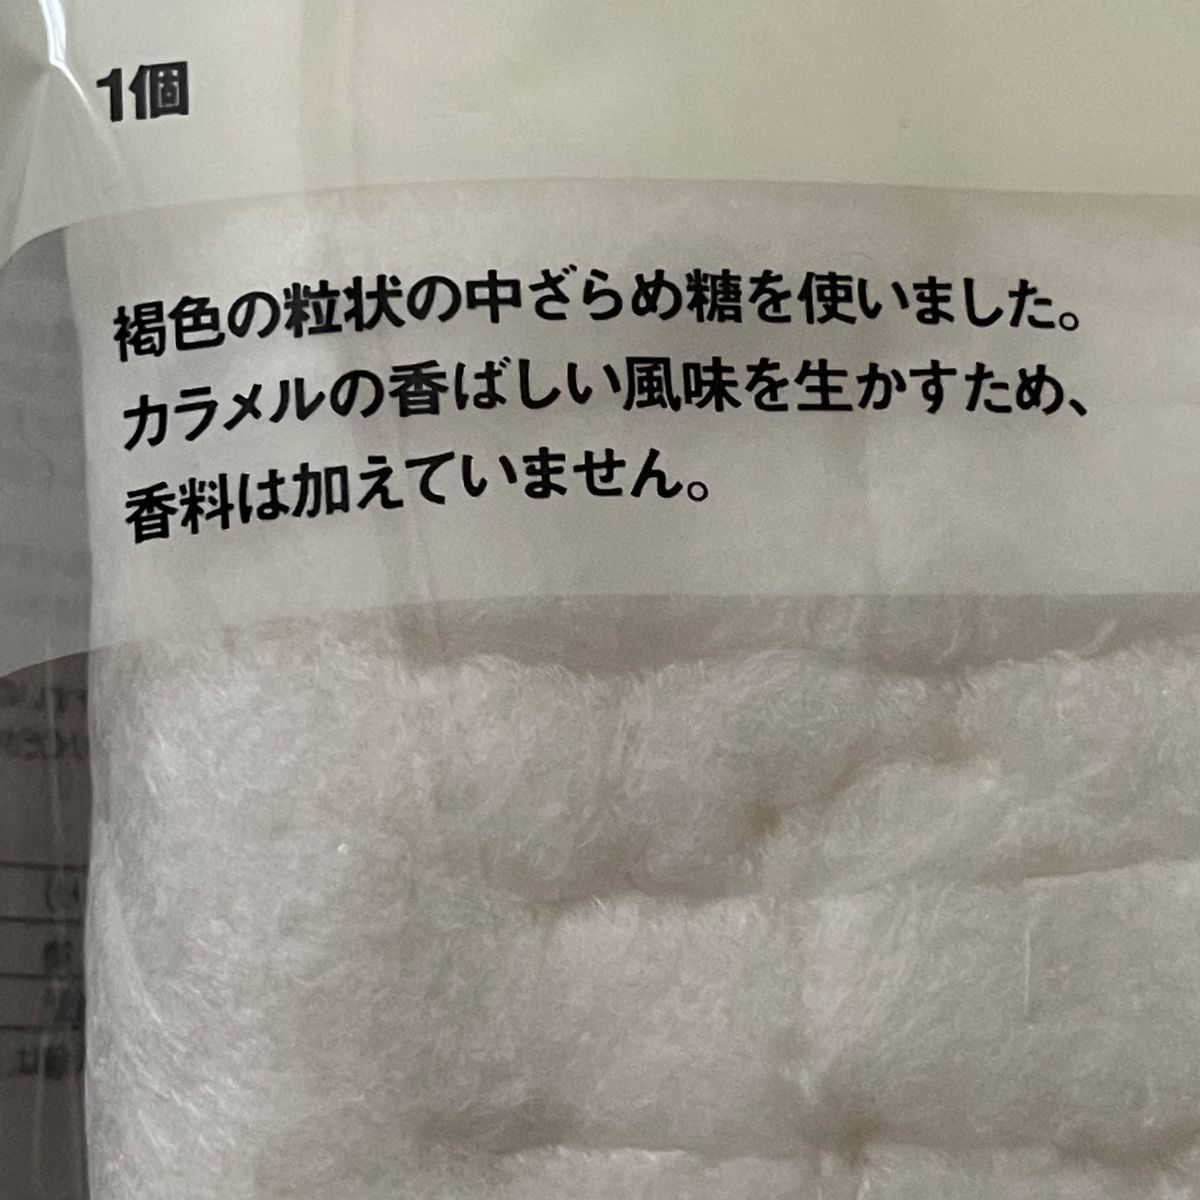 1個
褐色の粒状の中ざらめ糖を使いました。
カラメルの香ばしい風味を生かすため、
香料は加えていません。